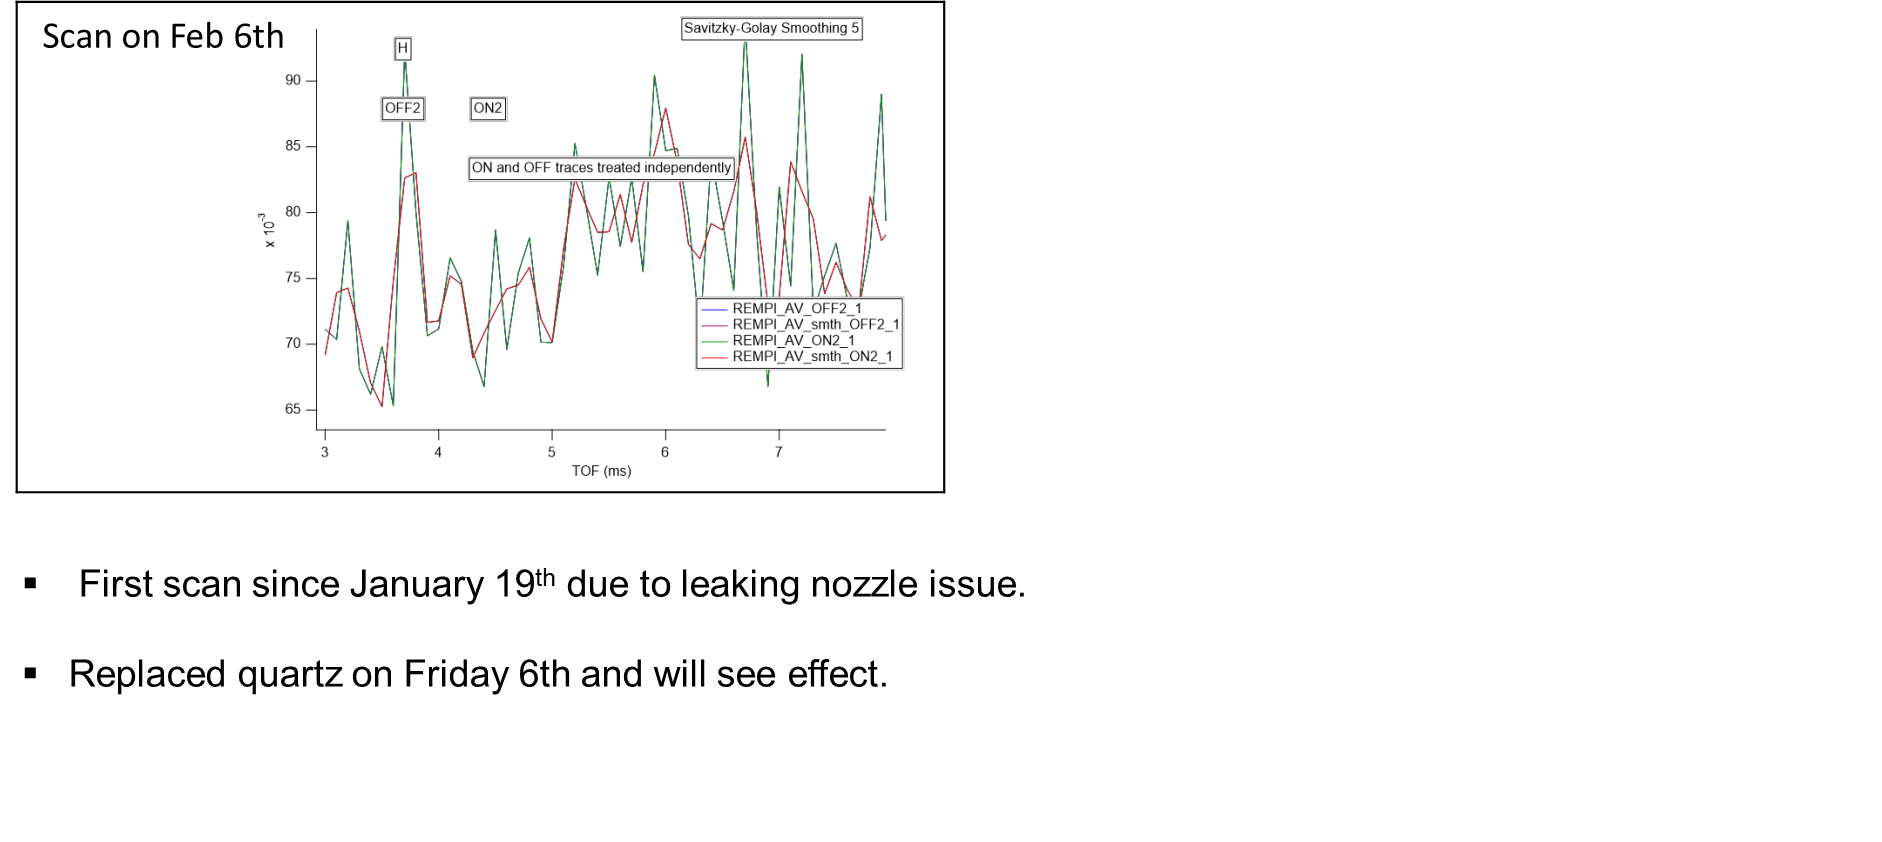 Scan on Feb 6th
Savitzky-Golay Smoothing 5
H
OFF2
ON2
ON and OFF traces treated independently
90
85
80
75
70
65
x 10-3
REMPI_AV_OFF2_1
REMPI_AV_smth_OFF2_1
REMPI_AV_ON2_1
REMPI_AV_smth_ON2_1
3 4 5 6 7
TOF (ms)
▪ First scan since January 19th due to leaking nozzle issue.
▪ Replaced quartz on Friday 6th and will see effect.